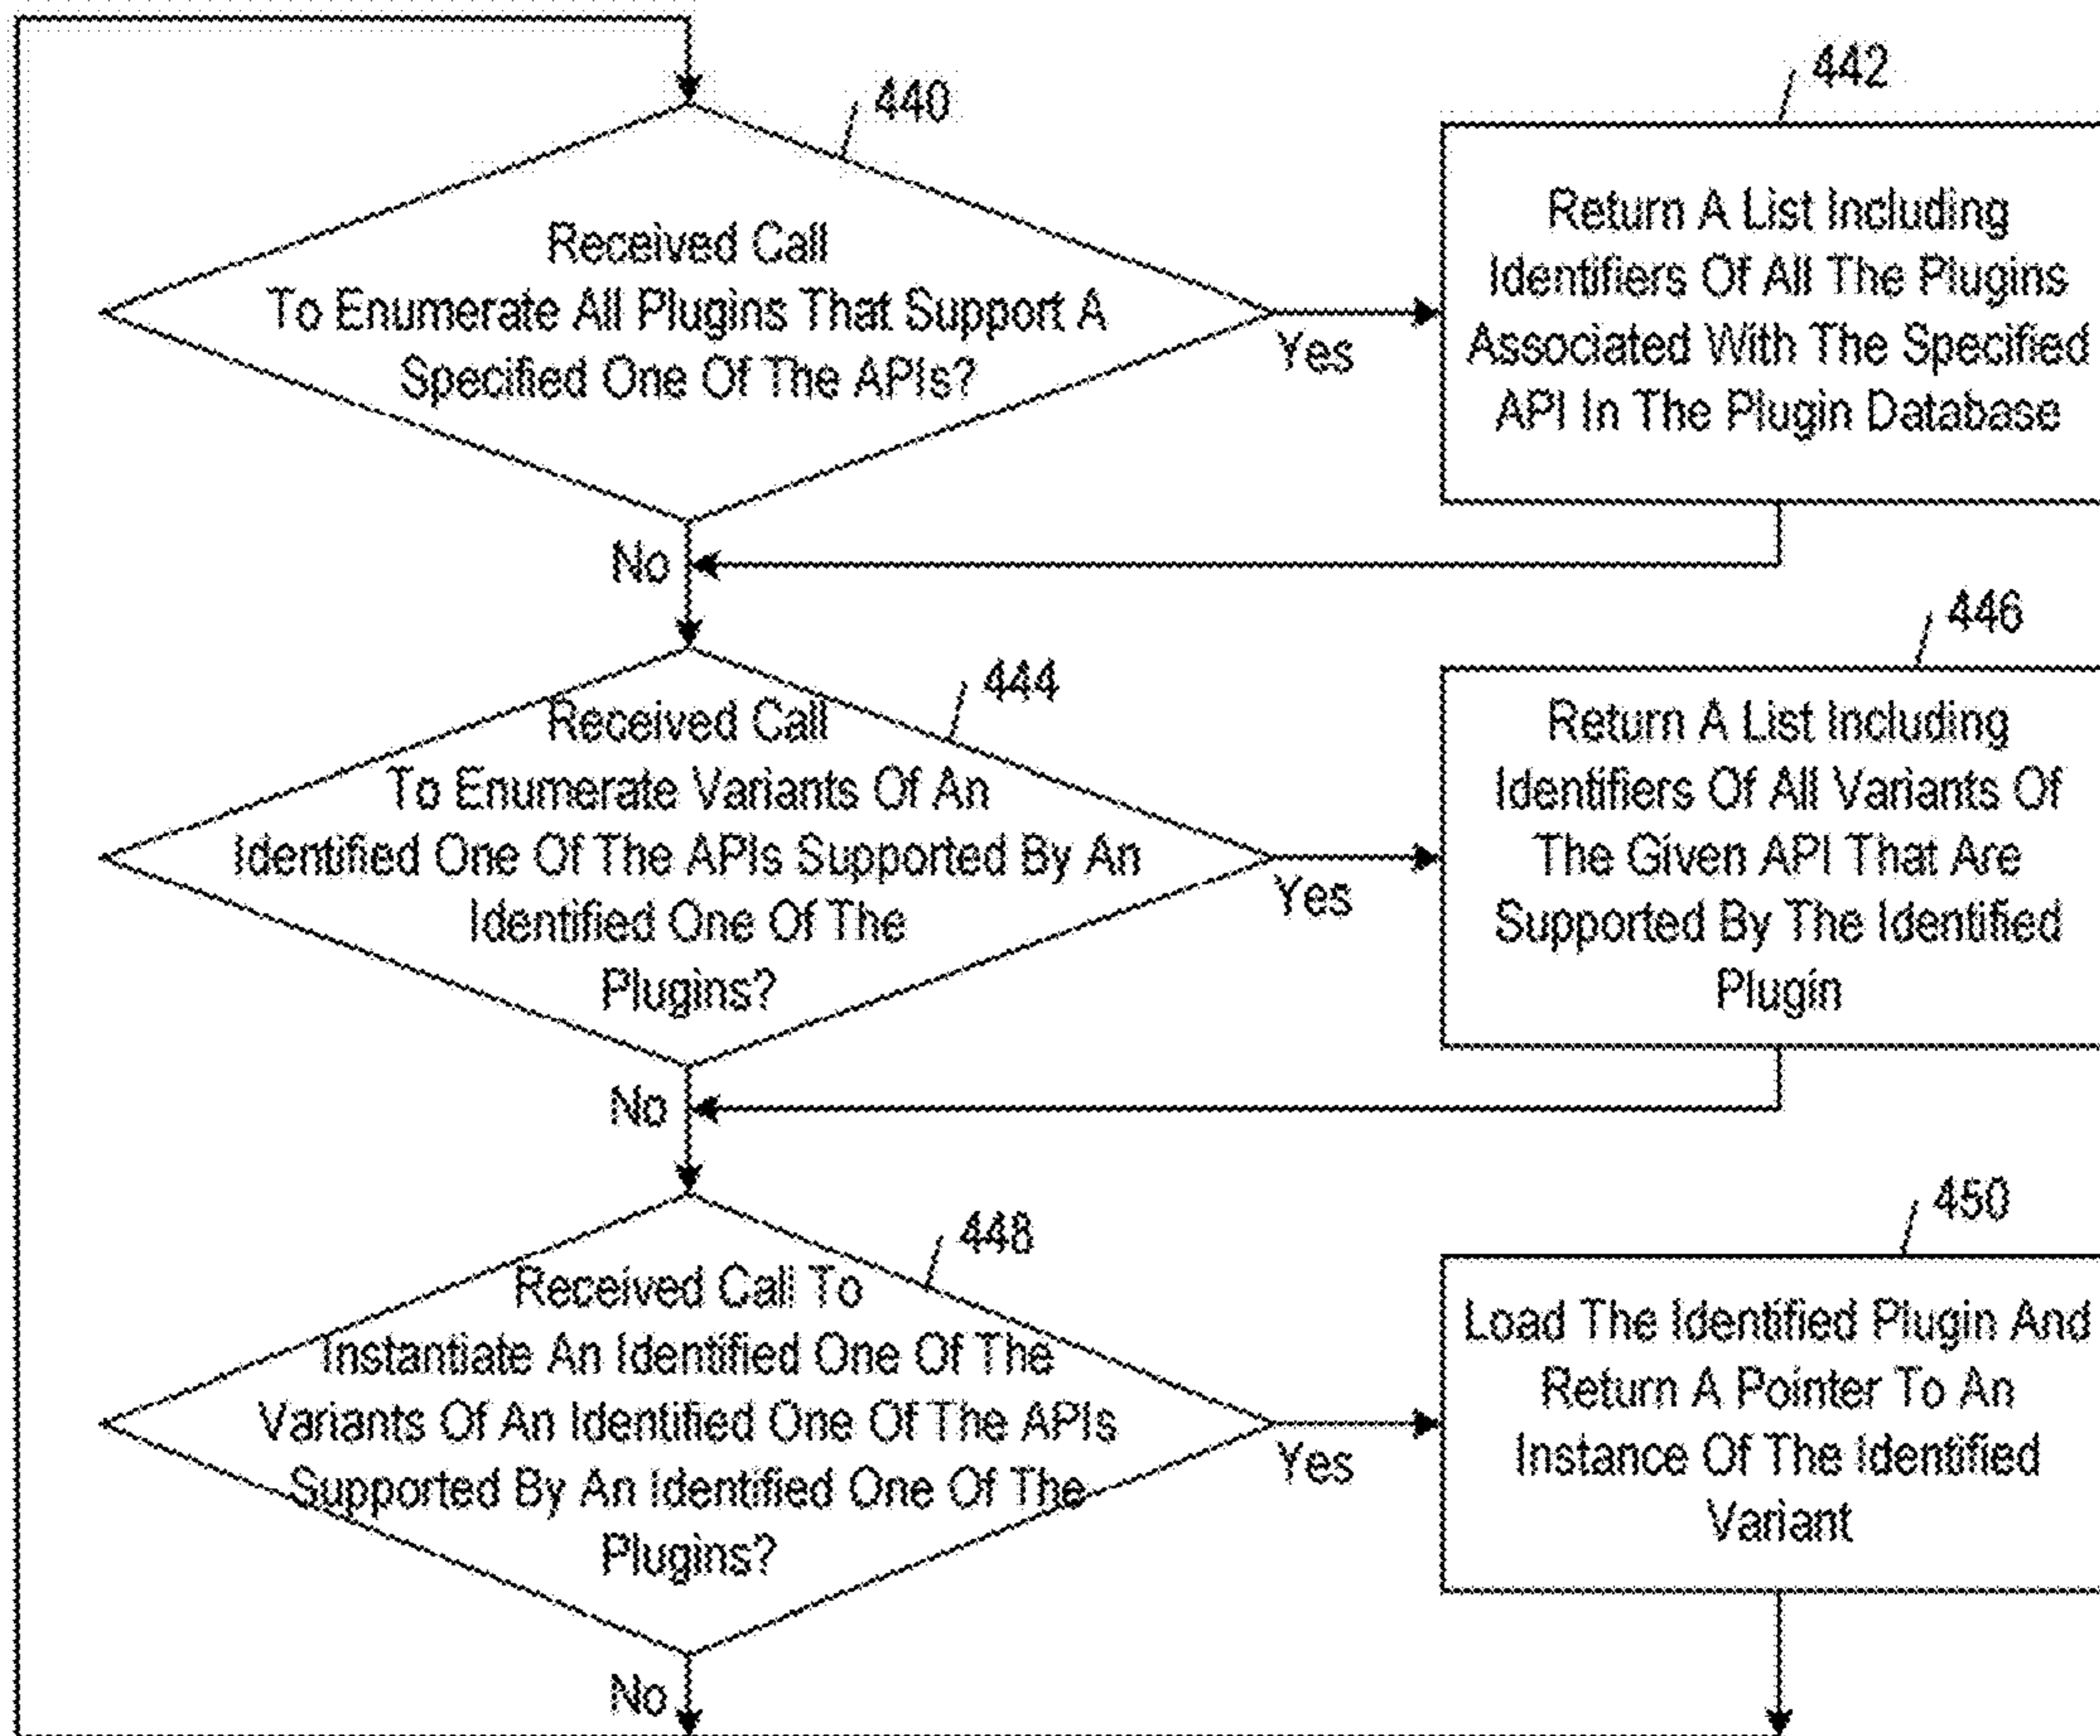 440
Received Call
To Enumerate All Plugins That Support A
Specified One Of The APIs?
Yes
No
442
Return A List Including
Identifiers Of All The Plugins
Associated With The Specified
API In The Plugin Database
444
Received Call
To Enumerate Variants Of An
Identified One Of The APIs Supported By An
Identified One Of The
Plugins?
Yes
No
446
Return A List Including
Identifiers Of All Variants Of
The Given API That Are
Supported By The Identified
Plugin
448
Received Call To
Instantiate An Identified One Of The
Variants Of An Identified One Of The APIs
Supported By An Identified One Of The
Plugins?
Yes
No
450
Load The Identified Plugin And
Return A Pointer To An
Instance Of The Identified
Variant